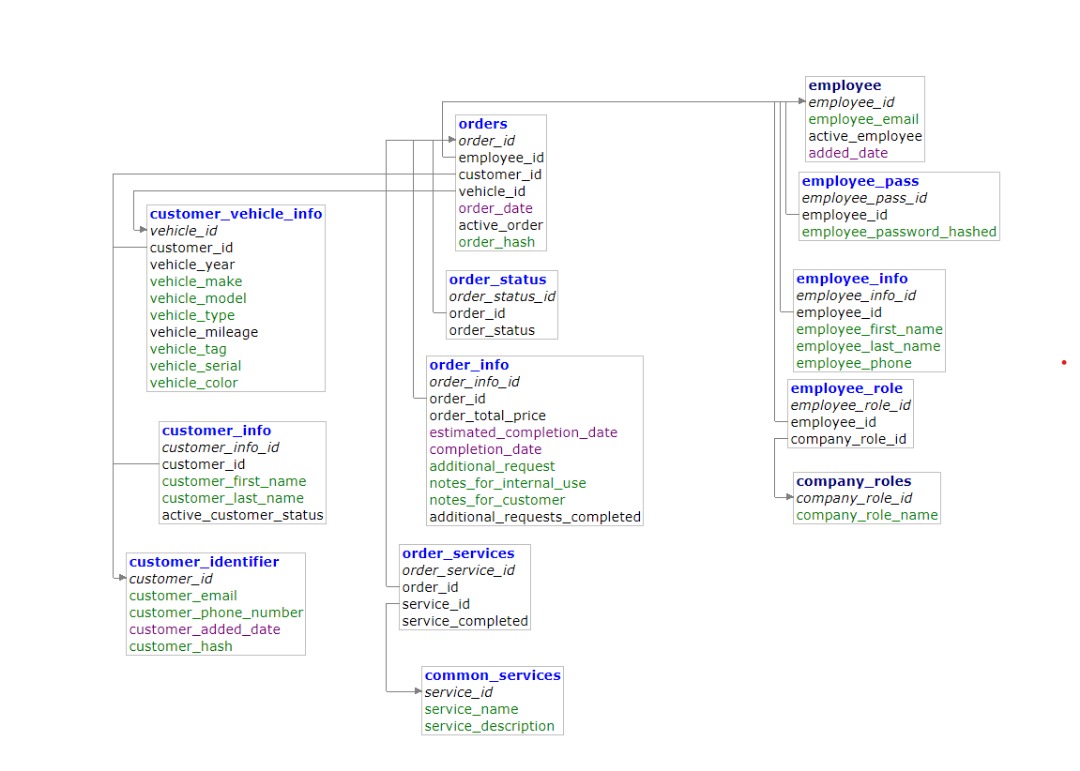 employee
employee_id
employee_email
active_employee
added_date
orders
order_id
employee_id
customer_id
vehicle_id
order_date
active_order
order_hash
employee_pass
employee_pass_id
employee_id
employee_password_hashed
customer_vehicle_info
vehicle_id
customer_id
vehicle_year
vehicle_make
vehicle_model
vehicle_type
vehicle_mileage
vehicle_tag
vehicle_serial
vehicle_color
order_status
order_status_id
order_id
order_status
employee_info
employee_info_id
employee_id
employee_first_name
employee_last_name
employee_phone
order_info
order_info_id
order_id
order_total_price
estimated_completion_date
completion_date
additional_request
notes_for_internal_use
notes_for_customer
additional_requests_completed
employee_role
employee_role_id
employee_id
company_role_id
customer_info
customer_info_id
customer_id
customer_first_name
customer_last_name
active_customer_status
company_roles
company_role_id
company_role_name
customer_identifier
customer_id
customer_email
customer_phone_number
customer_added_date
customer_hash
order_services
order_service_id
order_id
service_id
service_completed
common_services
service_id
service_name
service_description